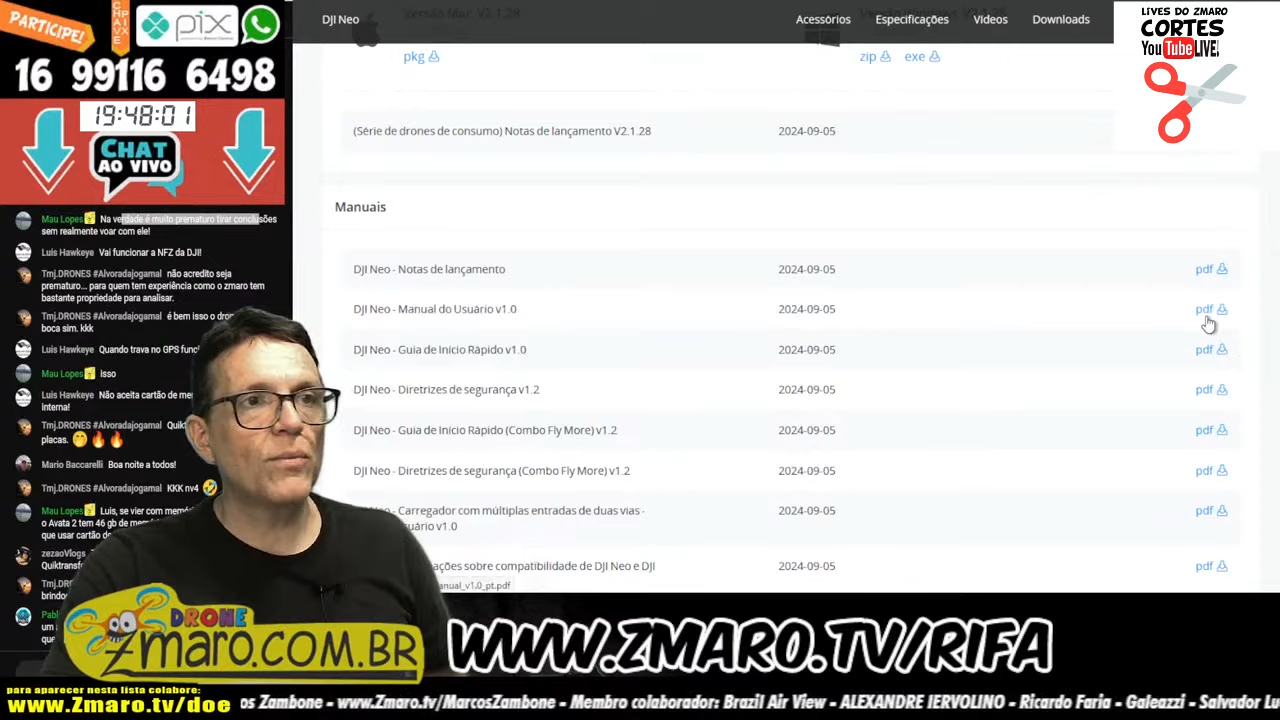 PARTICIPE!
CHAVE
PIX
pix
16 99116 6498
19:48:01
CHAT
AO VIVO
Mau Lopes Na verdade é muito prematuro tirar conclusões
sem realmente voar com ele!
Luis Hawkeye Vai funcionar a NFZ da DJI!
Tmj.DRONES #Alvoradajogamal não acredito seja
prematuro... para quem tem experiência como o zmaro tem
bastante propriedade para analisar.
Tmj.DRONES #Alvoradajogamal é bem isso o
boca sim. kkk
Luis Hawkeye Quando trava no GPS
Mau Lopes isso
Luis Hawkeye Não aceita cartão de
interna!
Tmj.DRONES #Alvoradajogamal
placas.
Mario Baccarelli Boa noite a todos!
Tmj.DRONES #Alvoradajogamal KKK nv4
Mau Lopes Luis, se vier com
o Avata 2 tem 46 gb de
que usar cartão
zezaoVlogs
Quiktransf
Tmj.DR
brindo
Pabl
um
que
DJI Neo
Acessórios Especificações Vídeos Downloads
Versão Mac: V2.1.28
pkg
zip exe
(Série de drones de consumo) Notas de lançamento V2.1.28 2024-09-05
Manuais
DJI Neo - Notas de lançamento 2024-09-05 pdf
DJI Neo - Manual do Usuário v1.0 2024-09-05 pdf
DJI Neo - Guia de Início Rápido v1.0 2024-09-05 pdf
DJI Neo - Diretrizes de segurança v1.2 2024-09-05 pdf
DJI Neo - Guia de Início Rápido (Combo Fly More) v1.2 2024-09-05 pdf
DJI Neo - Diretrizes de segurança (Combo Fly More) v1.2 2024-09-05 pdf
Neo - Carregador com múltiplas entradas de duas vias - 2024-09-05 pdf
suário v1.0
ações sobre compatibilidade de DJI Neo e DJI 2024-09-05 pdf
anual_v1.0_pt.pdf
LIVES DO ZMARO
CORTES
YouTube LIVE!
DRONE
zmaro.COM.BR
WWW.ZMARO.TV/RIFA
para aparecer nesta lista colabore:
www.Zmaro.tv/doe
os Zambone - www.Zmaro.tv/MarcosZambone - Membro colaborador: Brazil Air View - ALEXANDRE IERVOLINO - Ricardo Faria - Galeazzi - Salvador Lu